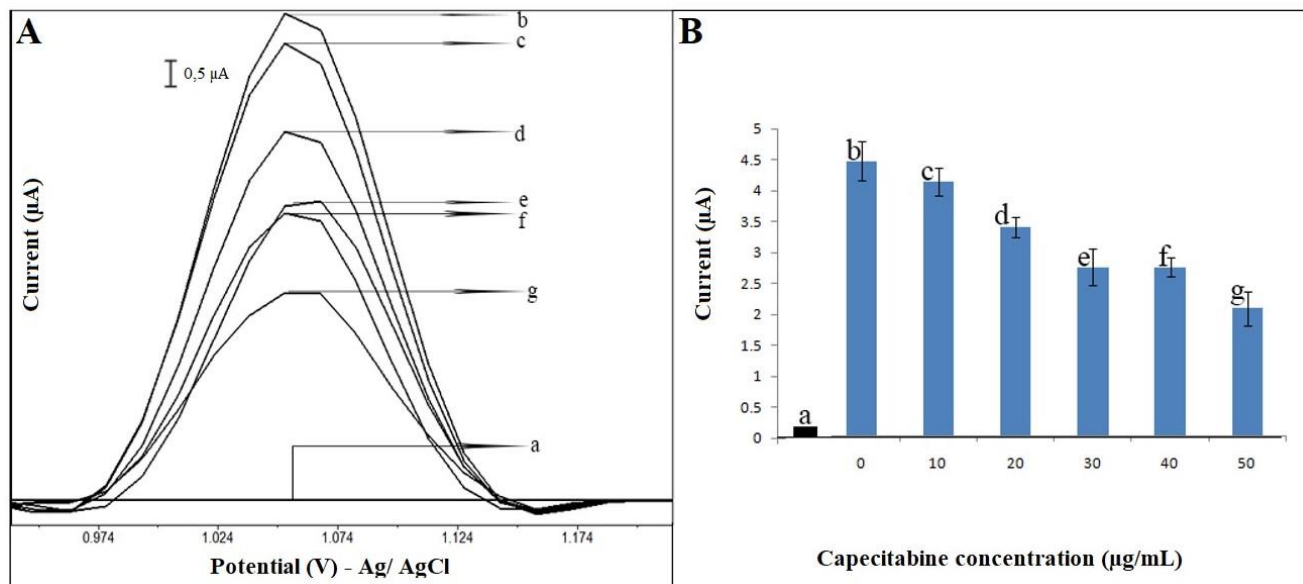 A
b
c
0,5 µA
d
e
f
g
a
Current (µA)
0.974 1.024 1.074 1.124 1.174
Potential (V) - Ag/ AgCl
B
5
4.5
4
3.5
3
2.5
2
1.5
1
0.5
0
a b c d e f g
Current (µA)
0 10 20 30 40 50
Capecitabine concentration (µg/mL)